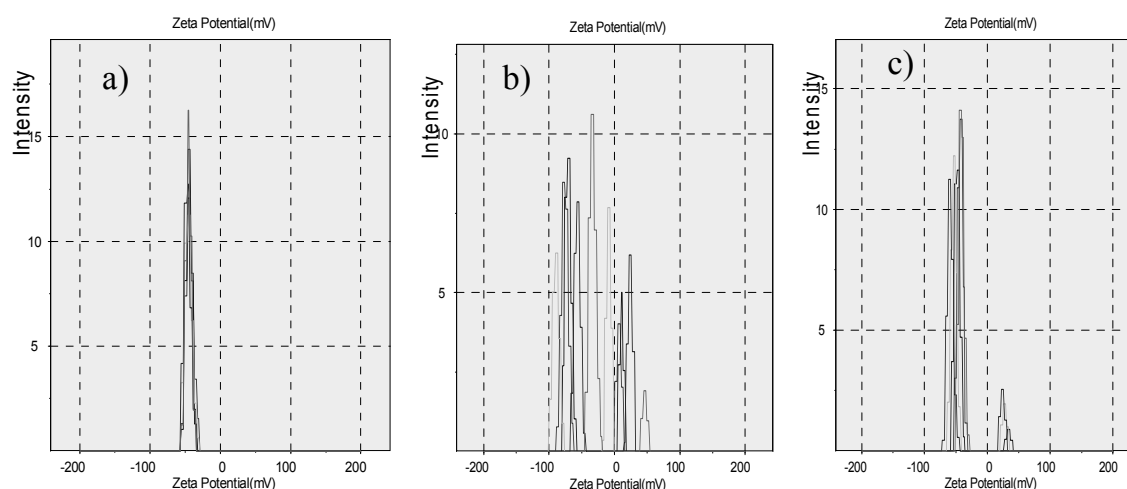 Zeta Potential(mV)
Intensity
a)
15
10
5
-200 -100 0 100 200
Zeta Potential(mV)
Zeta Potential(mV)
Intensity
b)
10
5
-200 -100 0 100 200
Zeta Potential(mV)
Zeta Potential(mV)
Intensity
c)
15
10
5
-200 -100 0 100 200
Zeta Potential(mV)